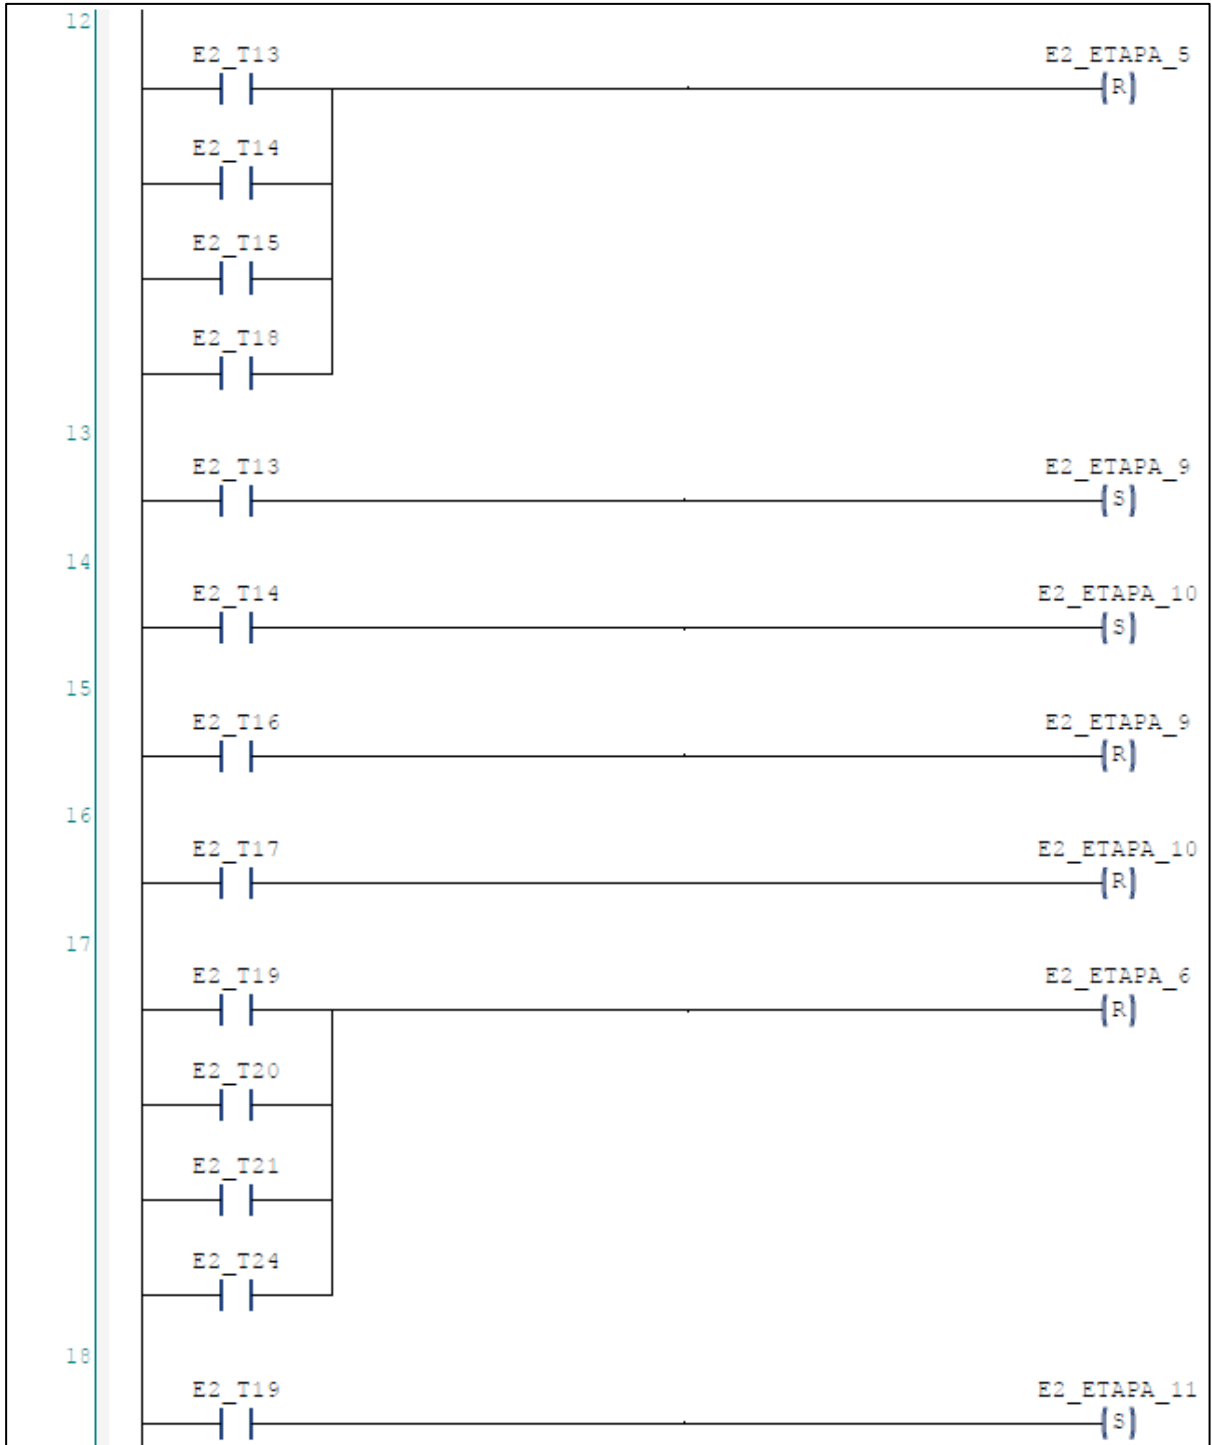 12
E2_T13 E2_ETAPA_5
R
E2_T14
E2_T15
E2_T18
13
E2_T13 E2_ETAPA_9
S
14
E2_T14 E2_ETAPA_10
S
15
E2_T16 E2_ETAPA_9
R
16
E2_T17 E2_ETAPA_10
R
17
E2_T19 E2_ETAPA_6
R
E2_T20
E2_T21
E2_T24
18
E2_T19 E2_ETAPA_11
S